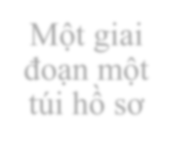 Một giai
đoạn một
túi hồ sơ